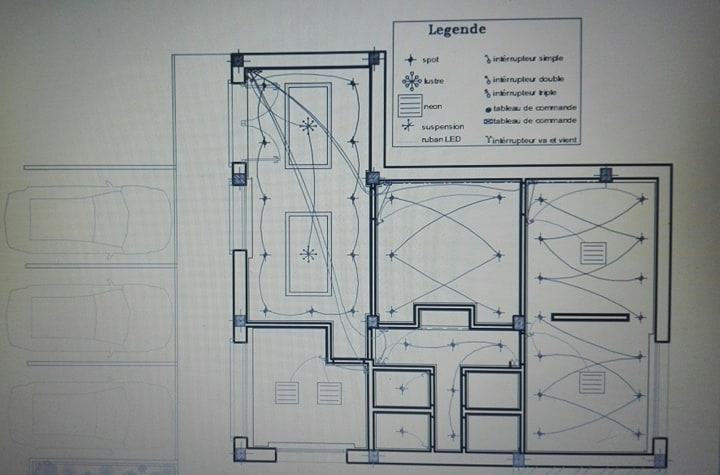 Legende
spot
lustre
neon
suspension
ruban LED
intérrupteur simple
intérrupteur double
intérrupteur triple
tableau de commande
tableau de commande
intérrupteur va et vient